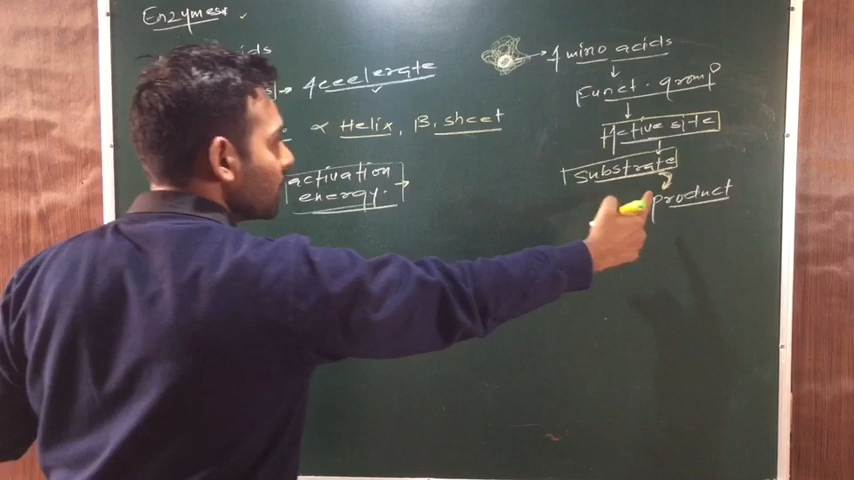 Enzymes:
ids
Accelerate
α Helix, β. sheet
activation
energy.
Amino acids
Funct. group
Active site
Substrate
product